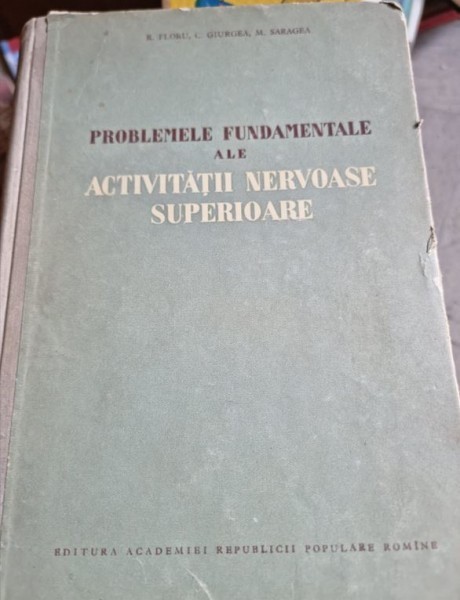 R. FLORU, C. GIURGEA, M. SARAGEA
PROBLEMELE FUNDAMENTALE
ALE
ACTIVITĂȚII NERVOASE
SUPERIOARE
EDITURA ACADEMIEI REPUBLICII POPULARE ROMÎNE